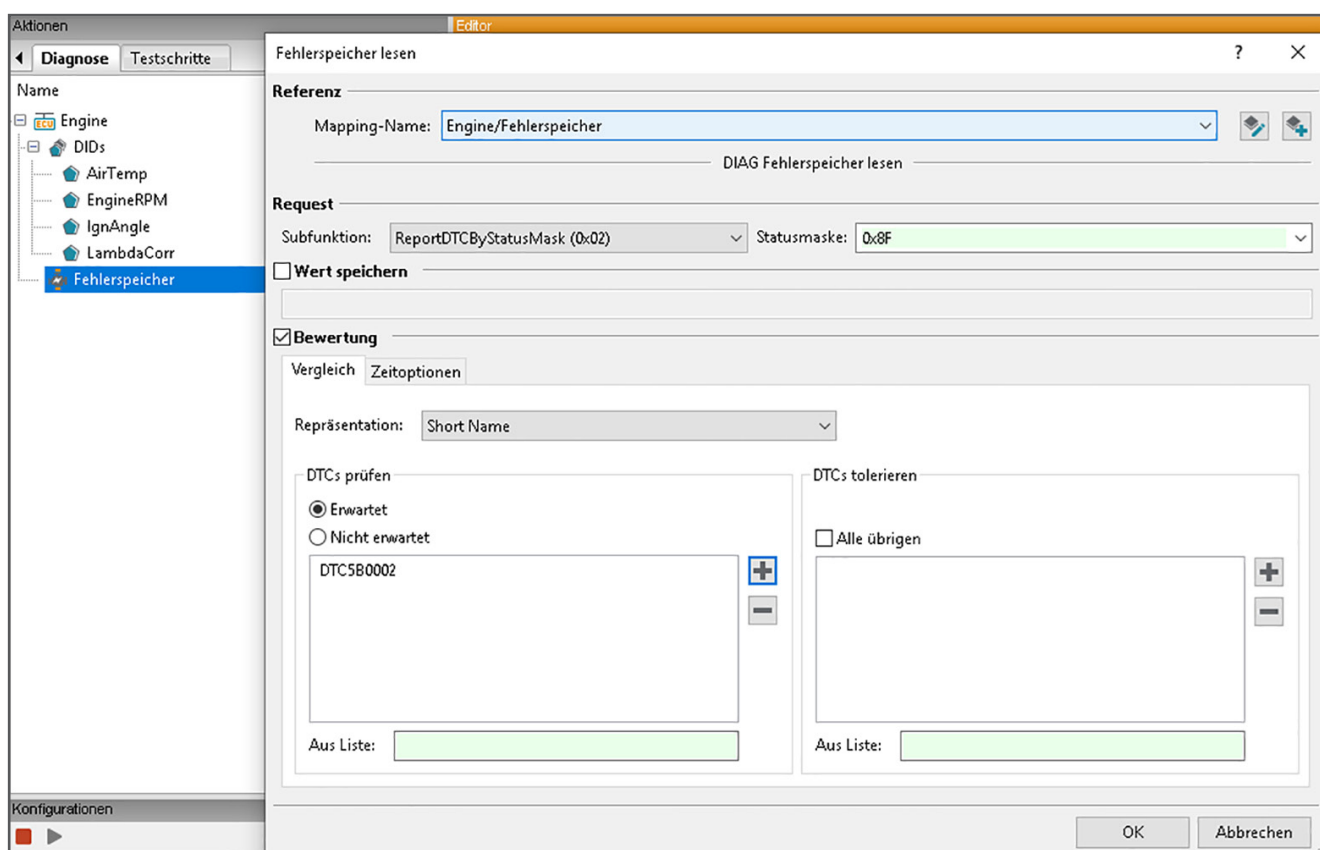 Aktionen
Editor
Diagnose Testschritte
Name
ECU Engine
DIDs
AirTemp
EngineRPM
IgnAngle
LambdaCorr
Fehlerspeicher
Konfigurationen
Fehlerspeicher lesen ?
Referenz
Mapping-Name: Engine/Fehlerspeicher
DIAG Fehlerspeicher lesen
Request
Subfunktion: ReportDTCByStatusMask (0x02) Statusmaske: 0x8F
Wert speichern
Bewertung
Vergleich Zeitoptionen
Repräsentation: Short Name
DTCs prüfen
Erwartet
Nicht erwartet
DTC5B0002
Aus Liste:
DTCs tolerieren
Alle übrigen
Aus Liste:
OK Abbrechen